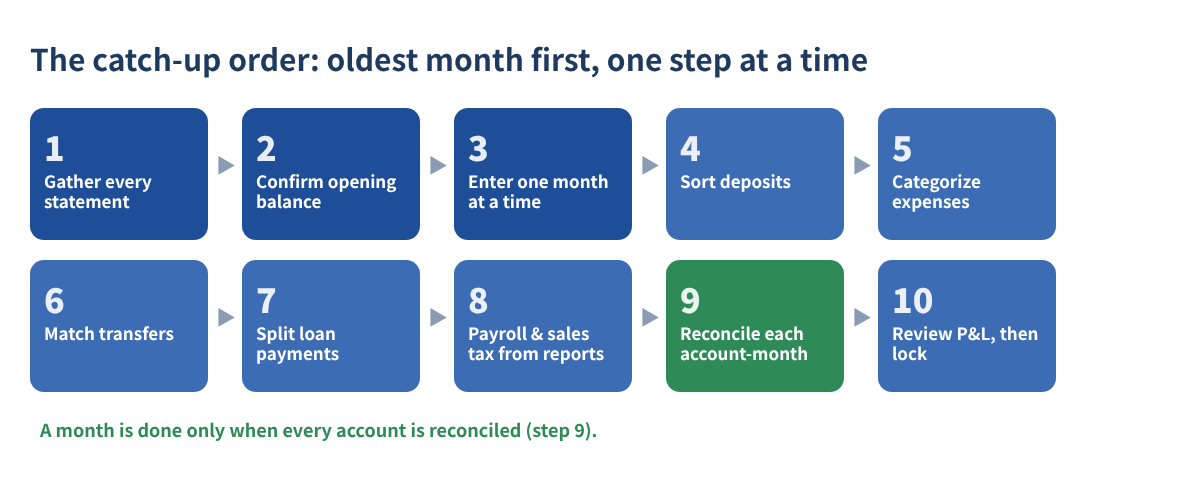 The catch-up order: oldest month first, one step at a time
1
Gather every
statement
2
Confirm opening
balance
3
Enter one month
at a time
4
Sort deposits
5
Categorize
expenses
6
Match transfers
7
Split loan
payments
8
Payroll & sales
tax from reports
9
Reconcile each
account-month
10
Review P&L, then
lock
A month is done only when every account is reconciled (step 9).